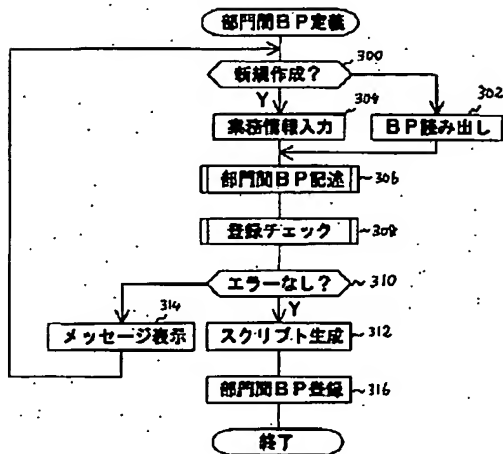 部門間BP定義
300
新規作成？
302
Y
304
業務情報入力
BP読み出し
部門間BP記述
306
登録チェック
308
エラーなし？
310
314
Y
メッセージ表示
スクリプト生成
312
部門間BP登録
316
終了